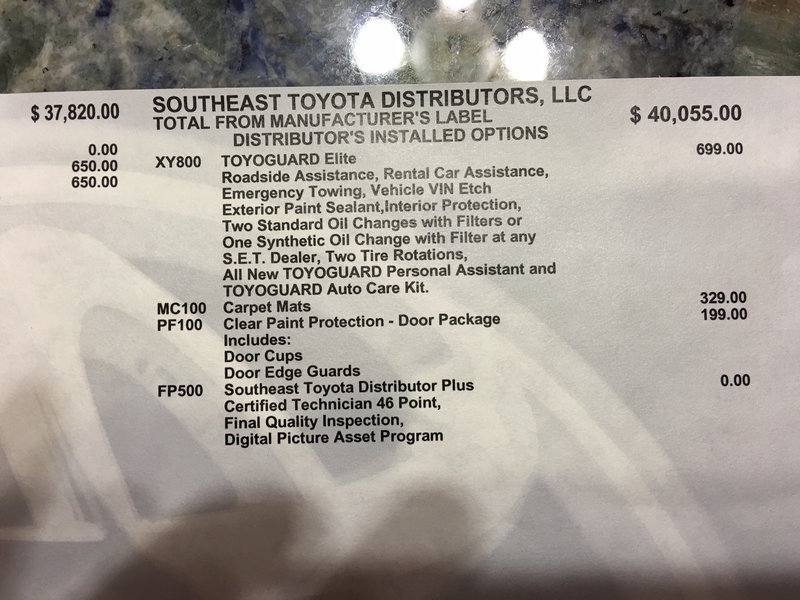 $ 37,820.00
0.00
650.00
650.00
SOUTHEAST TOYOTA DISTRIBUTORS, LLC
TOTAL FROM MANUFACTURER'S LABEL $ 40,055.00
DISTRIBUTOR'S INSTALLED OPTIONS
XY800 TOYOGUARD Elite 699.00
Roadside Assistance, Rental Car Assistance,
Emergency Towing, Vehicle VIN Etch
Exterior Paint Sealant,Interior Protection,
Two Standard Oil Changes with Filters or
One Synthetic Oil Change with Filter at any
S.E.T. Dealer, Two Tire Rotations,
All New TOYOGUARD Personal Assistant and
TOYOGUARD Auto Care Kit.
MC100 Carpet Mats 329.00
PF100 Clear Paint Protection - Door Package 199.00
Includes:
Door Cups
Door Edge Guards
FP500 Southeast Toyota Distributor Plus 0.00
Certified Technician 46 Point,
Final Quality Inspection,
Digital Picture Asset Program